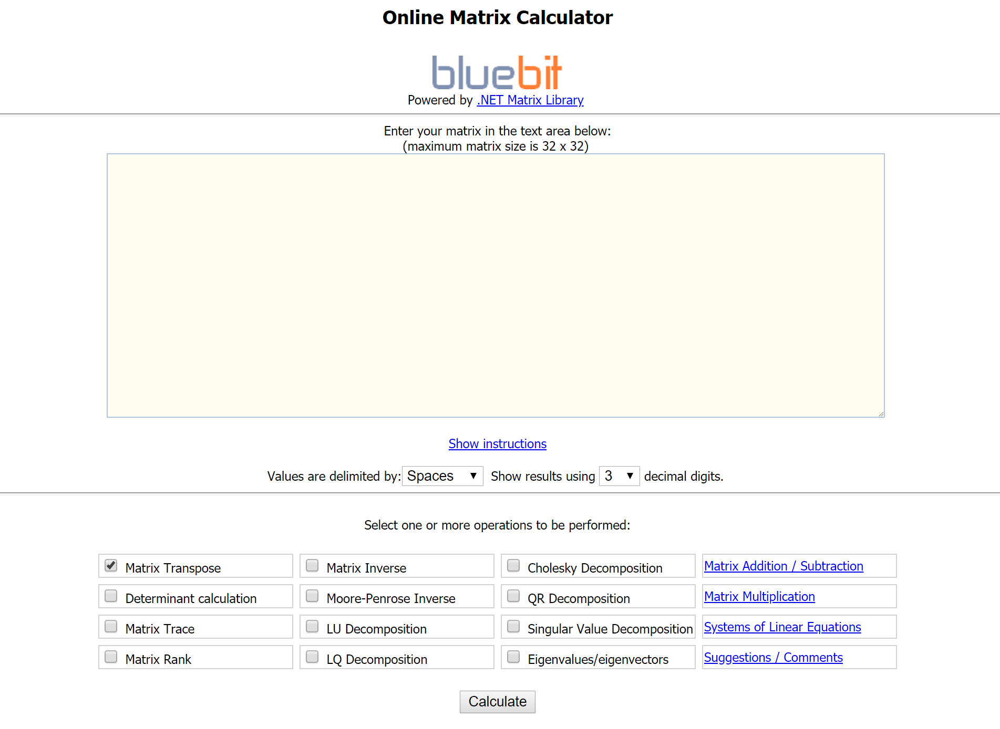 Online Matrix Calculator
bluebit
Powered by .NET Matrix Library
Enter your matrix in the text area below:
(maximum matrix size is 32 x 32)
Show instructions
Values are delimited by: Spaces ▼ Show results using 3 ▼ decimal digits.
Select one or more operations to be performed:
Matrix Transpose Matrix Inverse Cholesky Decomposition Matrix Addition / Subtraction
Determinant calculation Moore-Penrose Inverse QR Decomposition Matrix Multiplication
Matrix Trace LU Decomposition Singular Value Decomposition Systems of Linear Equations
Matrix Rank LQ Decomposition Eigenvalues/eigenvectors Suggestions / Comments
Calculate